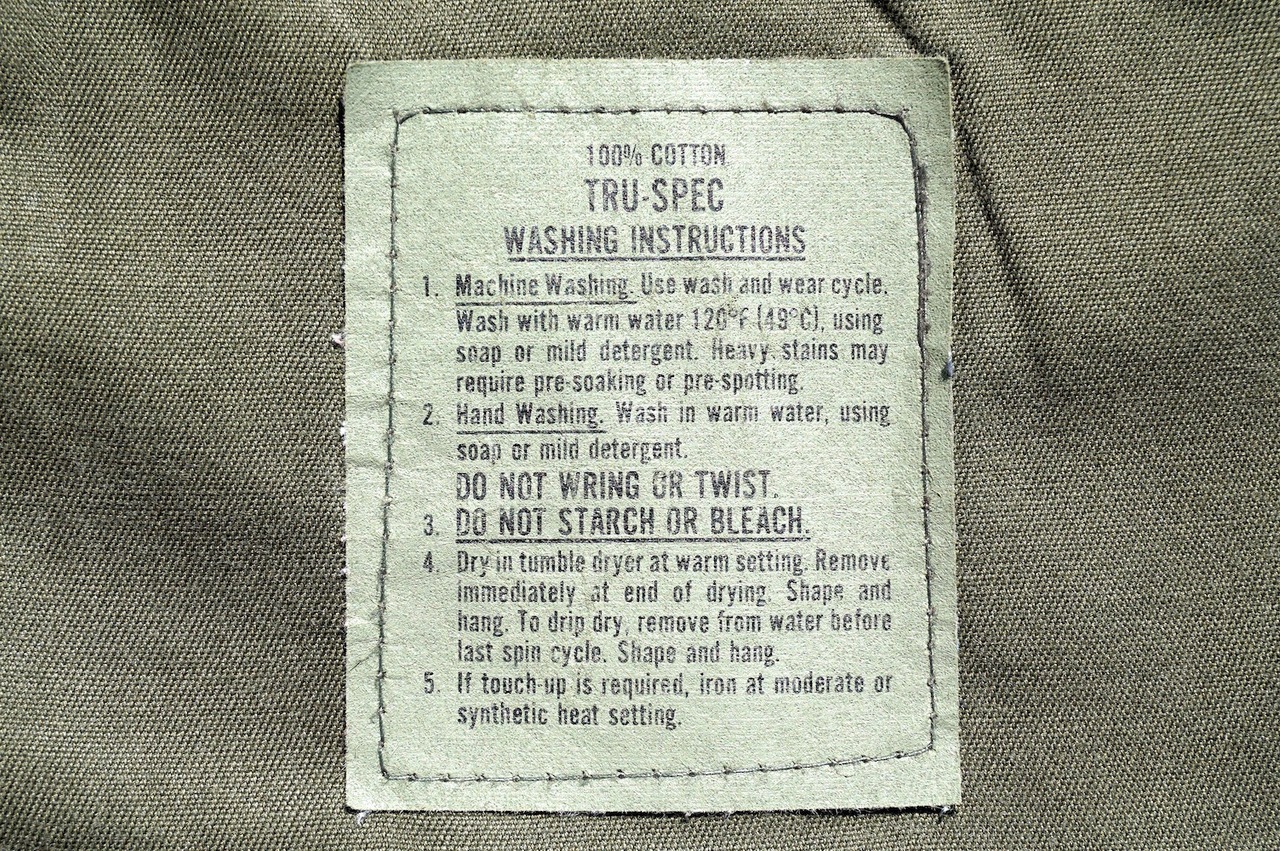 100% COTTON
TRU-SPEC
WASHING INSTRUCTIONS
1. Machine Washing. Use wash and wear cycle.
Wash with warm water 120°F (49°C), using
soap or mild detergent. Heavy stains may
require pre-soaking or pre-spotting.
2. Hand Washing. Wash in warm water, using
soap or mild detergent.
DO NOT WRING OR TWIST.
3. DO NOT STARCH OR BLEACH.
4. Dry in tumble dryer at warm setting. Remove
immediately at end of drying. Shape and
hang. To drip dry, remove from water before
last spin cycle. Shape and hang.
5. If touch-up is required, iron at moderate or
synthetic heat setting.